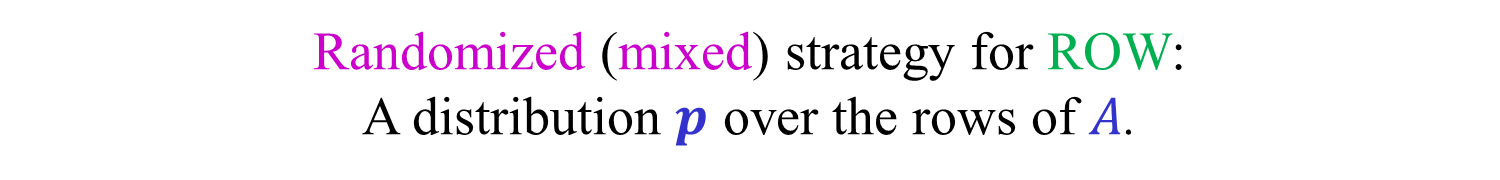 Randomized (mixed) strategy for ROW:
A distribution p over the rows of A.